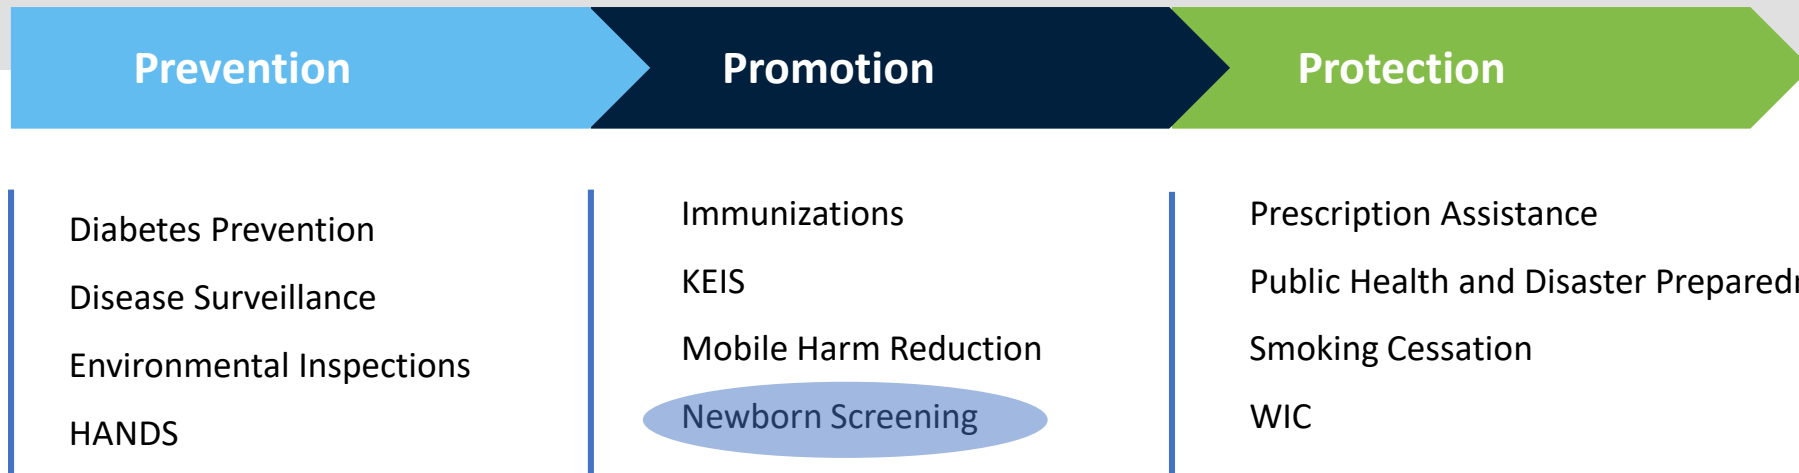 Prevention
Promotion
Protection
Diabetes Prevention
Disease Surveillance
Environmental Inspections
HANDS
Immunizations
KEIS
Mobile Harm Reduction
Newborn Screening
Prescription Assistance
Public Health and Disaster
Smoking Cessation
WIC